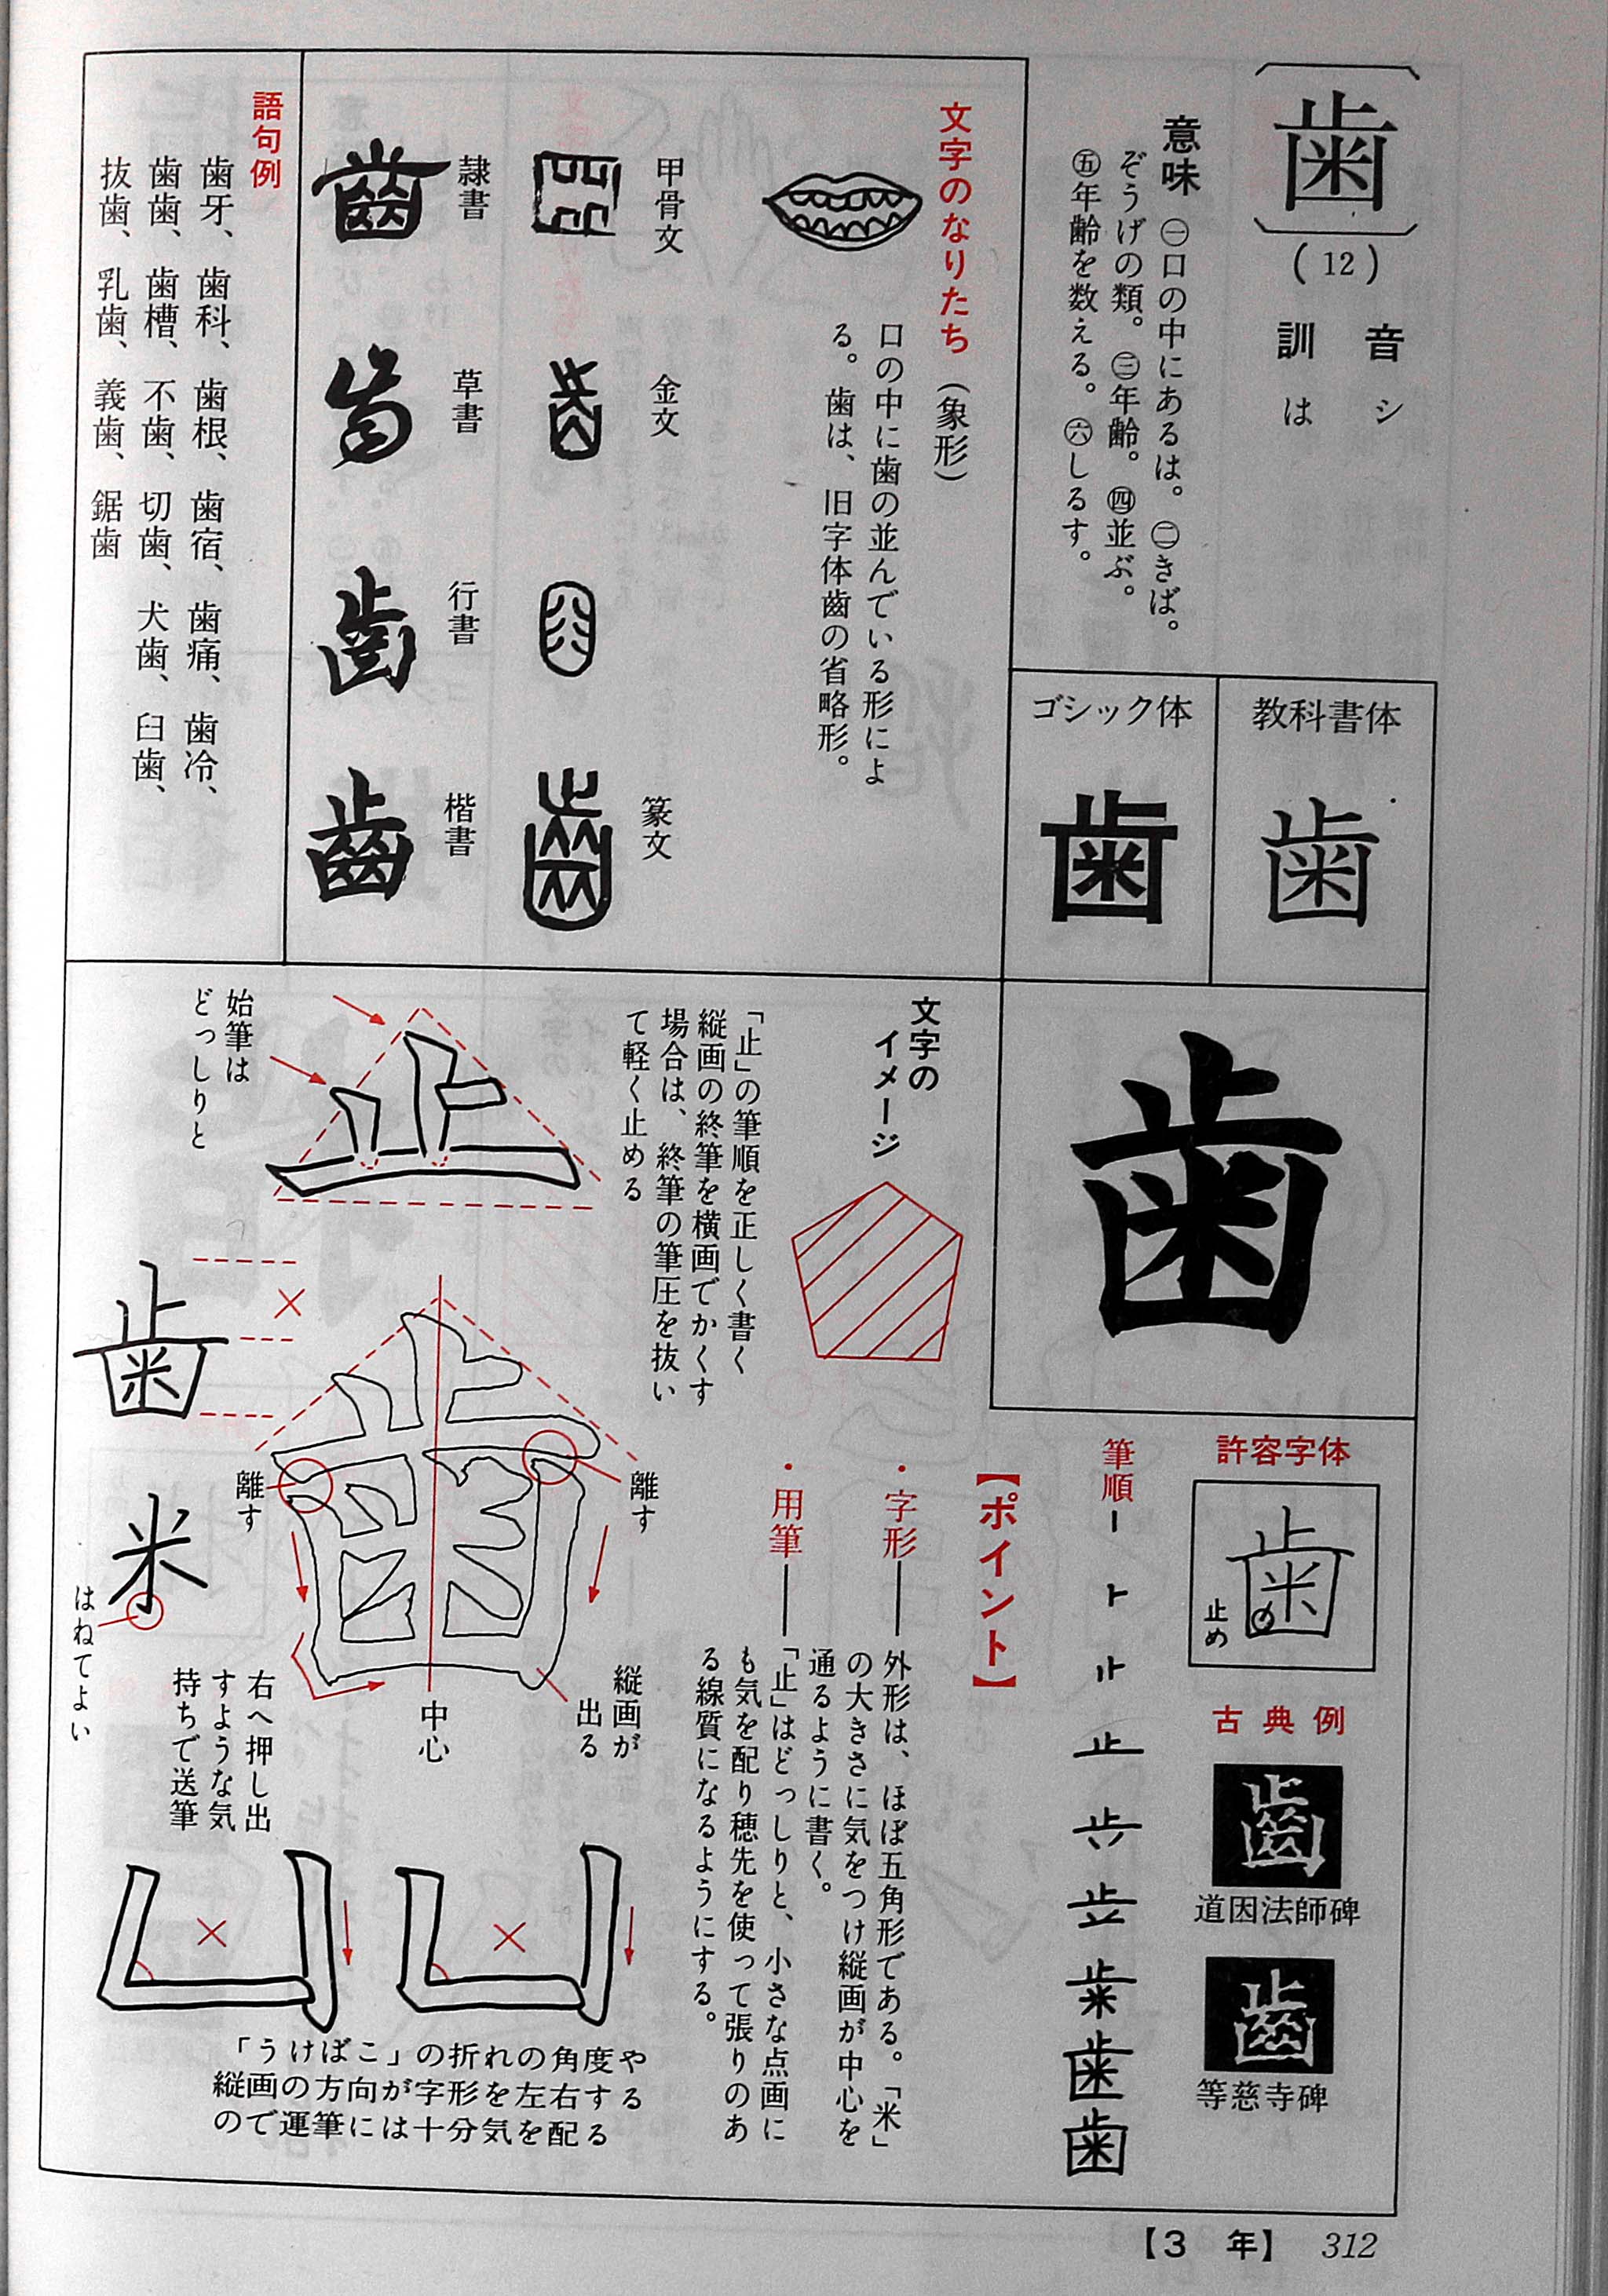 歯
(12)
音 シ
訓 は
意味 ㊀口の中にあるは。㊁きば。
ぞうげの類。㊂年齢。㊃並ぶ。
㊄年齢を数える。㊅しるす。
教科書体
歯
ゴシック体
歯
文字のなりたち(象形)
口の中に歯の並んでいる形によ
る。歯は、旧字体齒の省略形。
甲骨文
金文
篆文
隷書
草書
行書
楷書
語句例
歯牙、歯科、歯根、歯宿、歯痛、歯冷、
歯歯、歯槽、不歯、切歯、犬歯、臼歯、
抜歯、乳歯、義歯、鋸歯
歯
許容字体
歯
止め
古典例
齒
道因法師碑
齒
等慈寺碑
筆順
【ポイント】
・字形――外形は、ほぼ五角形である。「米」
の大きさに気をつけ縦画が中心を
通るように書く。
・用筆――「止」はどっしりと、小さな点画に
も気を配り穂先を使って張りのあ
る線質になるようにする。
文字の
イメージ
「止」の筆順を正しく書く
縦画の終筆を横画でかくす
場合は、終筆の筆圧を抜い
て軽く止める
止
始筆は
どっしりと
歯
離す
離す
縦画が
出る
中心
右へ押し出
すような気
持ちで送筆
歯
米
はねてよい
「うけばこ」の折れの角度や
縦画の方向が字形を左右する
ので運筆には十分気を配る
【3 年】 312